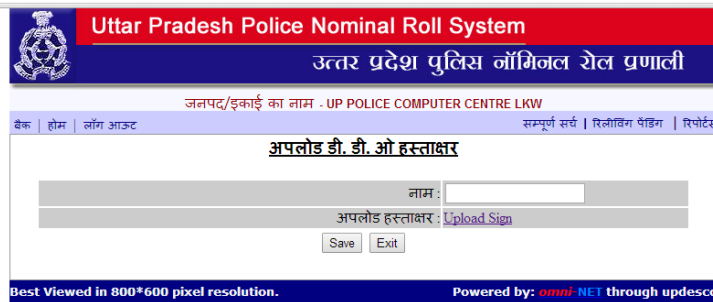 Uttar Pradesh Police Nominal Roll System
उत्तर प्रदेश पुलिस नॉमिनल रोल प्रणाली
जनपद/इकाई का नाम - UP POLICE COMPUTER CENTRE LKW
बैक | होम | लॉग आऊट सम्पूर्ण सर्च | रिलीविंग पेंडिंग | रिपोर्टस
अपलोड डी. डी. ओ हस्ताक्षर
नाम :
अपलोड हस्ताक्षर : Upload Sign
Save Exit
Best Viewed in 800*600 pixel resolution. Powered by: omni-NET through updesco